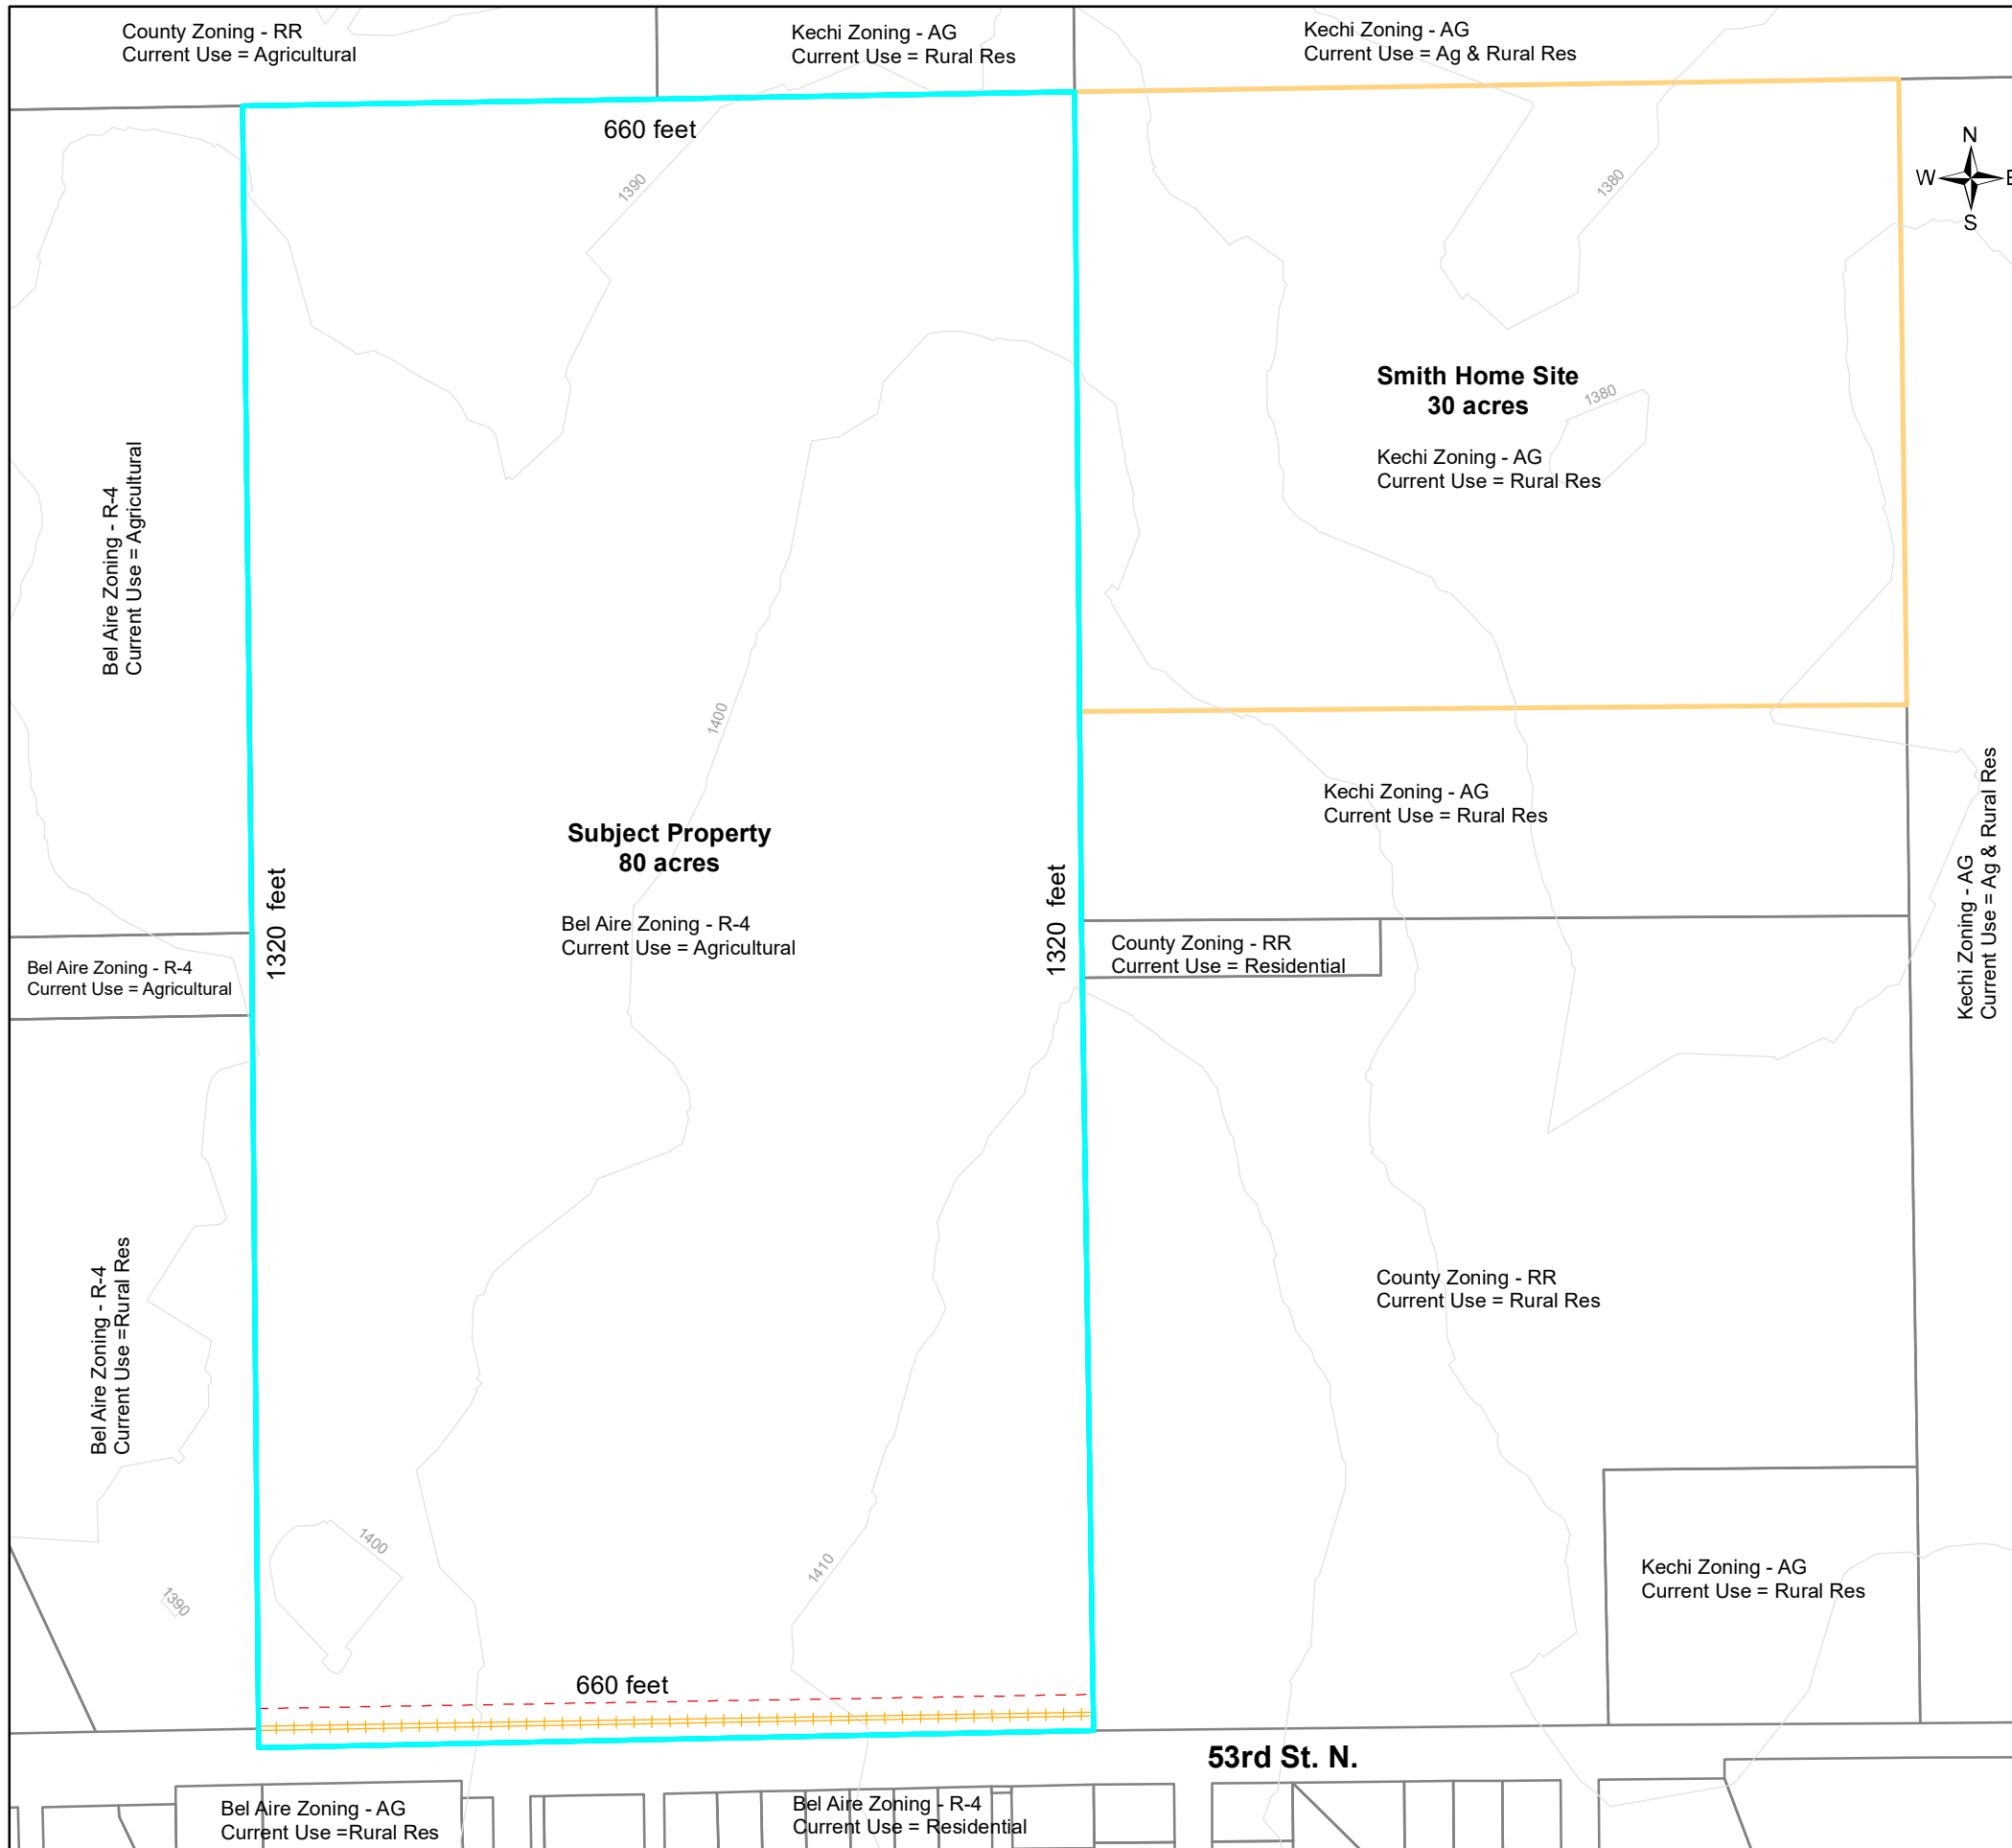 County Zoning - RR
Current Use = Agricultural
Kechi Zoning - AG
Current Use = Rural Res
Kechi Zoning - AG
Current Use = Ag & Rural Res
660 feet
N
W
E
S
1390
1380
Smith Home Site
30 acres
1380
Kechi Zoning - AG
Current Use = Rural Res
Bel Aire Zoning - R-4
Current Use = Agricultural
1400
Kechi Zoning - AG
Current Use = Rural Res
Kechi Zoning - AG
Current Use = Ag & Rural Res
Subject Property
80 acres
Bel Aire Zoning - R-4
Current Use = Agricultural
1320 feet
1320 feet
County Zoning - RR
Current Use = Residential
Bel Aire Zoning - R-4
Current Use = Agricultural
County Zoning - RR
Current Use = Rural Res
Bel Aire Zoning - R-4
Current Use =Rural Res
1400
1410
1390
Kechi Zoning - AG
Current Use = Rural Res
660 feet
53rd St. N.
Bel Aire Zoning - AG
Current Use =Rural Res
Bel Aire Zoning - R-4
Current Use = Residential